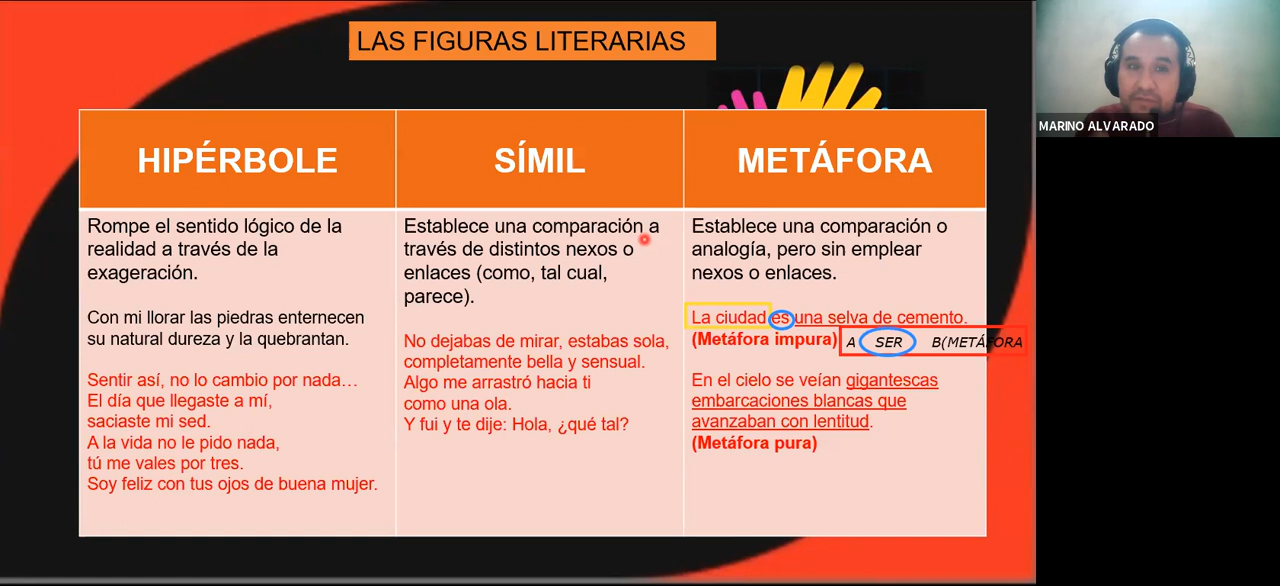 LAS FIGURAS LITERARIAS
MARINO ALVARADO
HIPÉRBOLE
Rompe el sentido lógico de la
realidad a través de la
exageración.
Con mi llorar las piedras enternecen
su natural dureza y la quebrantan.
Sentir así, no lo cambio por nada…
El día que llegaste a mí,
saciaste mi sed.
A la vida no le pido nada,
tú me vales por tres.
Soy feliz con tus ojos de buena mujer.
SÍMIL
Establece una comparación a
través de distintos nexos o
enlaces (como, tal cual,
parece).
No dejabas de mirar, estabas sola,
completamente bella y sensual.
Algo me arrastró hacia ti
como una ola.
Y fui y te dije: Hola, ¿qué tal?
METÁFORA
Establece una comparación o
analogía, pero sin emplear
nexos o enlaces.
La ciudad es una selva de cemento.
(Metáfora impura)
A SER B(METÁFORA
En el cielo se veían gigantescas
embarcaciones blancas que
avanzaban con lentitud.
(Metáfora pura)